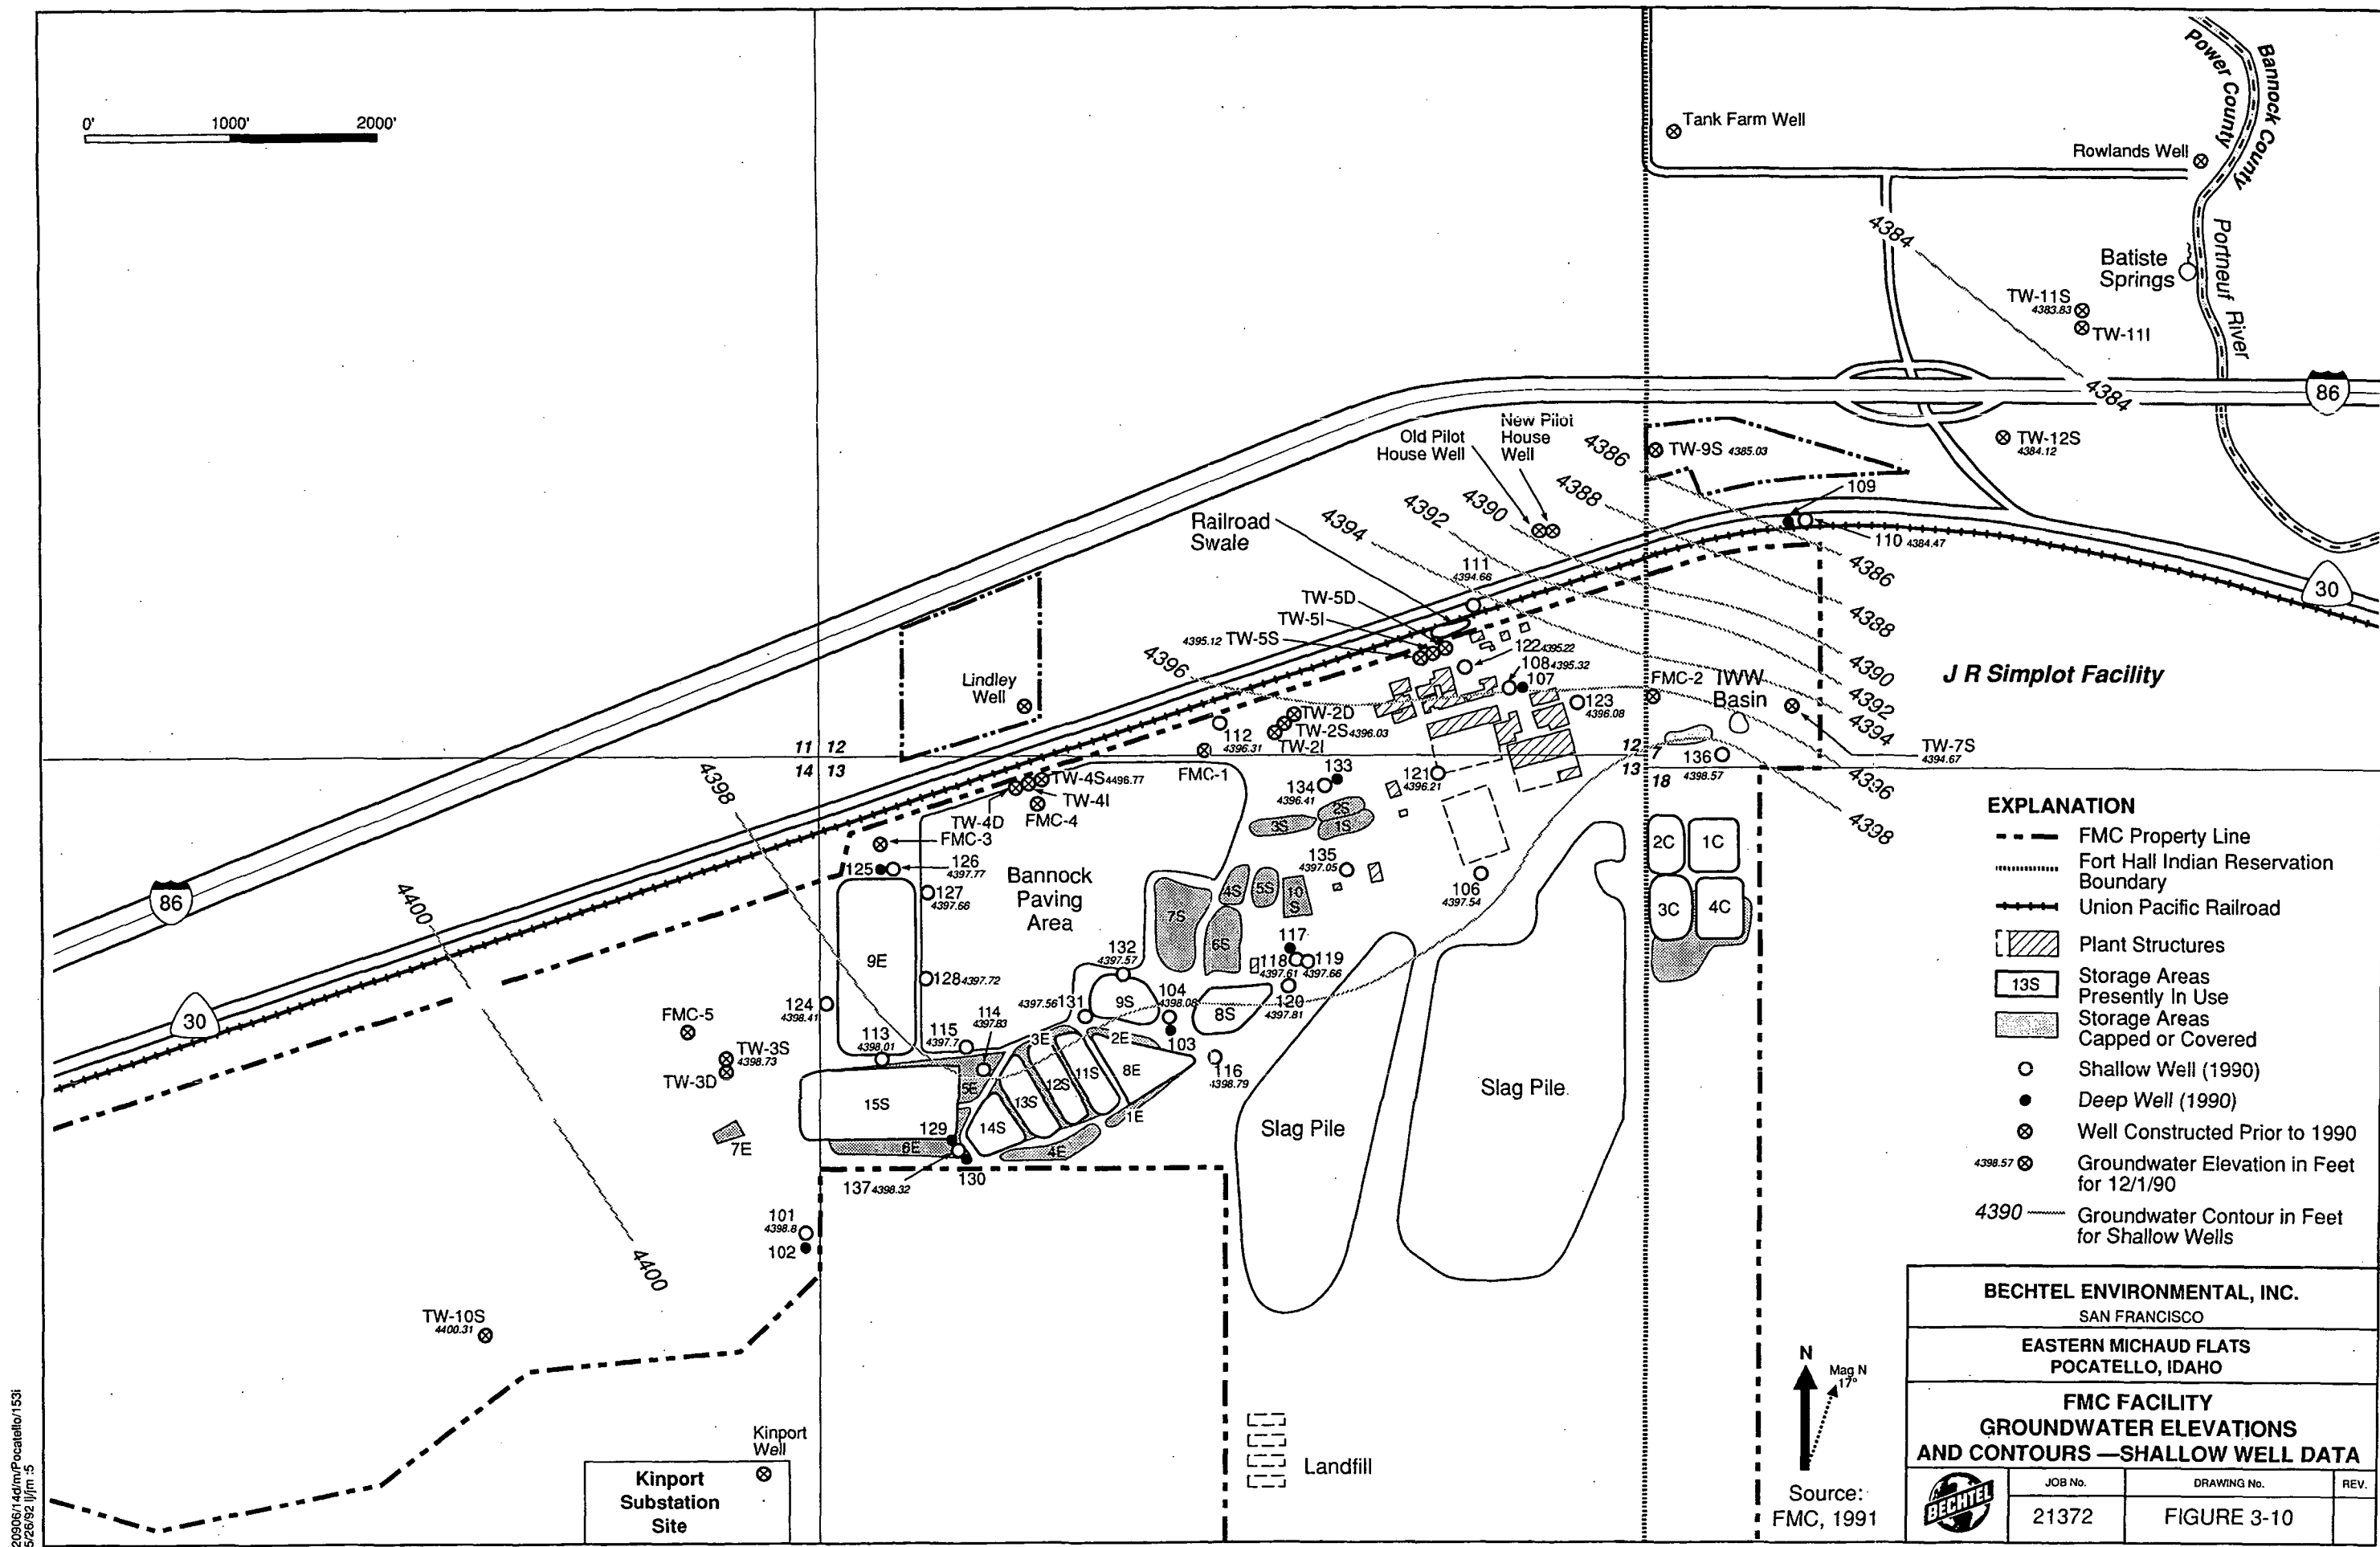 0' 1000' 2000'
Power County
Bannock County
Tank Farm Well
Rowlands Well
Portneuf River
4384
Batiste
Springs
TW-11S
4383.83
TW-11I
4384
86
TW-12S
4384.12
TW-9S 4385.03
New Pilot
House
Well
Old Pilot
House Well
4386
4388
4390
4392
4394
Railroad
Swale
109
110 4384.47
111
4394.66
4386
4388
4390
4392
4394
4396
4398
30
J R Simplot Facility
TW-5D
TW-5I
4395.12 TW-5S
122 4395.22
108 4395.32
107
4396
FMC-2
IWW
Basin
Lindley
Well
TW-2D
TW-2S 4396.03
TW-2I
112
4396.31
123
4396.08
TW-7S
4394.67
136
4398.57
11 12
14 13
12 7
13 18
FMC-1
133
134
4396.41
121
4396.21
4398
TW-4S 4496.77
TW-4I
TW-4D
FMC-4
FMC-3
2S
3S
1S
125
126
4397.77
127
4397.66
Bannock
Paving
Area
135
4397.05
106
4397.54
4S
5S
10
S
7S
6S
2C
1C
3C
4C
86
4400
9E
128 4397.72
132
4397.57
117
118
4397.61
119
4397.66
120
4397.81
124
4398.41
4397.56 131
9S
104
4398.08
103
8S
30
FMC-5
TW-3S
4398.73
TW-3D
113
4398.01
115
4397.7
114
4397.83
3E
2E
116
4398.79
5E
15S
13S
12S
11S
8E
14S
1E
4E
6E
7E
129
130
137 4398.32
Slag Pile
Slag Pile
101
4398.8
102
4400
TW-10S
4400.31
Kinport
Well
Kinport
Substation
Site
Landfill
EXPLANATION
FMC Property Line
Fort Hall Indian Reservation
Boundary
Union Pacific Railroad
Plant Structures
13S
Storage Areas
Presently In Use
Storage Areas
Capped or Covered
Shallow Well (1990)
Deep Well (1990)
Well Constructed Prior to 1990
4398.57
Groundwater Elevation in Feet
for 12/1/90
4390
Groundwater Contour in Feet
for Shallow Wells
N
Mag N
17°
Source:
FMC, 1991
BECHTEL ENVIRONMENTAL, INC.
SAN FRANCISCO
EASTERN MICHAUD FLATS
POCATELLO, IDAHO
FMC FACILITY
GROUNDWATER ELEVATIONS
AND CONTOURS —SHALLOW WELL DATA
BECHTEL
JOB No.
21372
DRAWING No.
FIGURE 3-10
REV.
20906/14d/m/Pocatello/153i